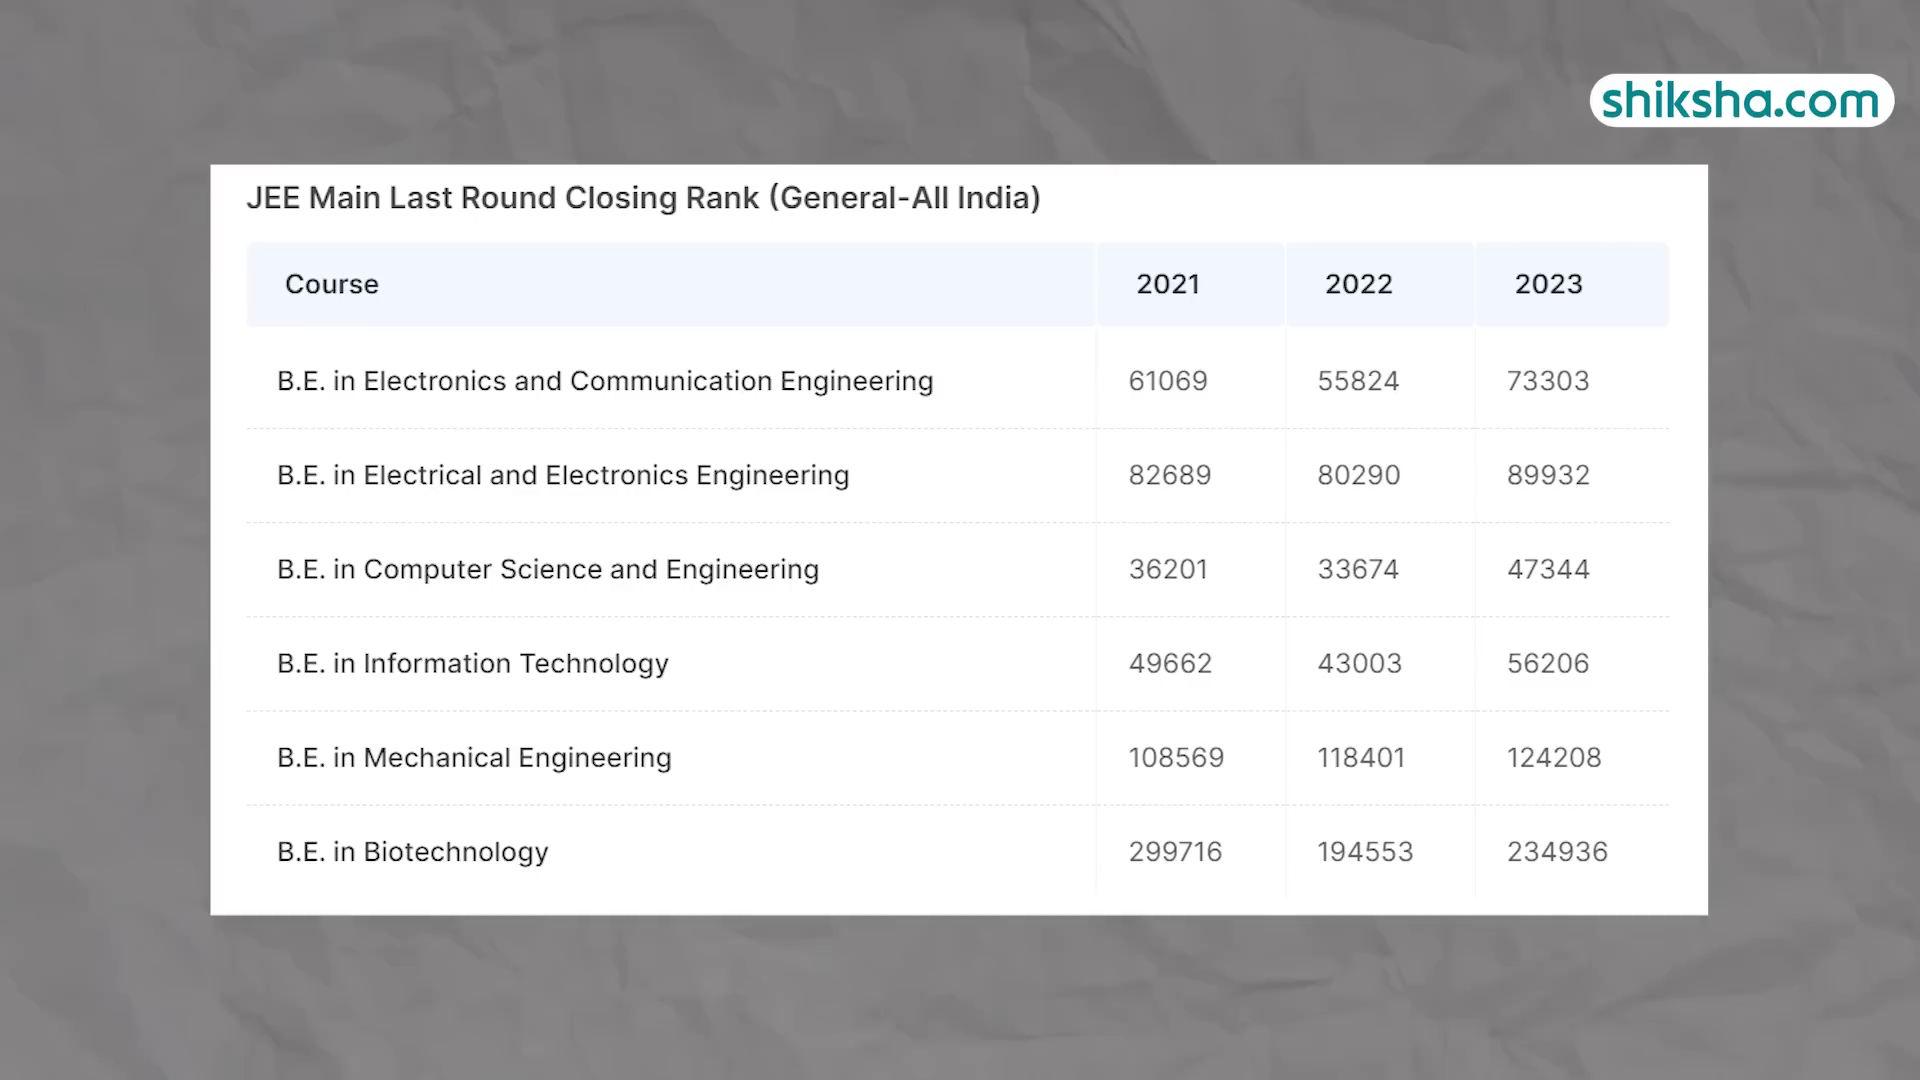 shiksha.com
JEE Main Last Round Closing Rank (General-All India)
Course 2021 2022 2023
B.E. in Electronics and Communication Engineering 61069 55824 73303
B.E. in Electrical and Electronics Engineering 82689 80290 89932
B.E. in Computer Science and Engineering 36201 33674 47344
B.E. in Information Technology 49662 43003 56206
B.E. in Mechanical Engineering 108569 118401 124208
B.E. in Biotechnology 299716 194553 234936